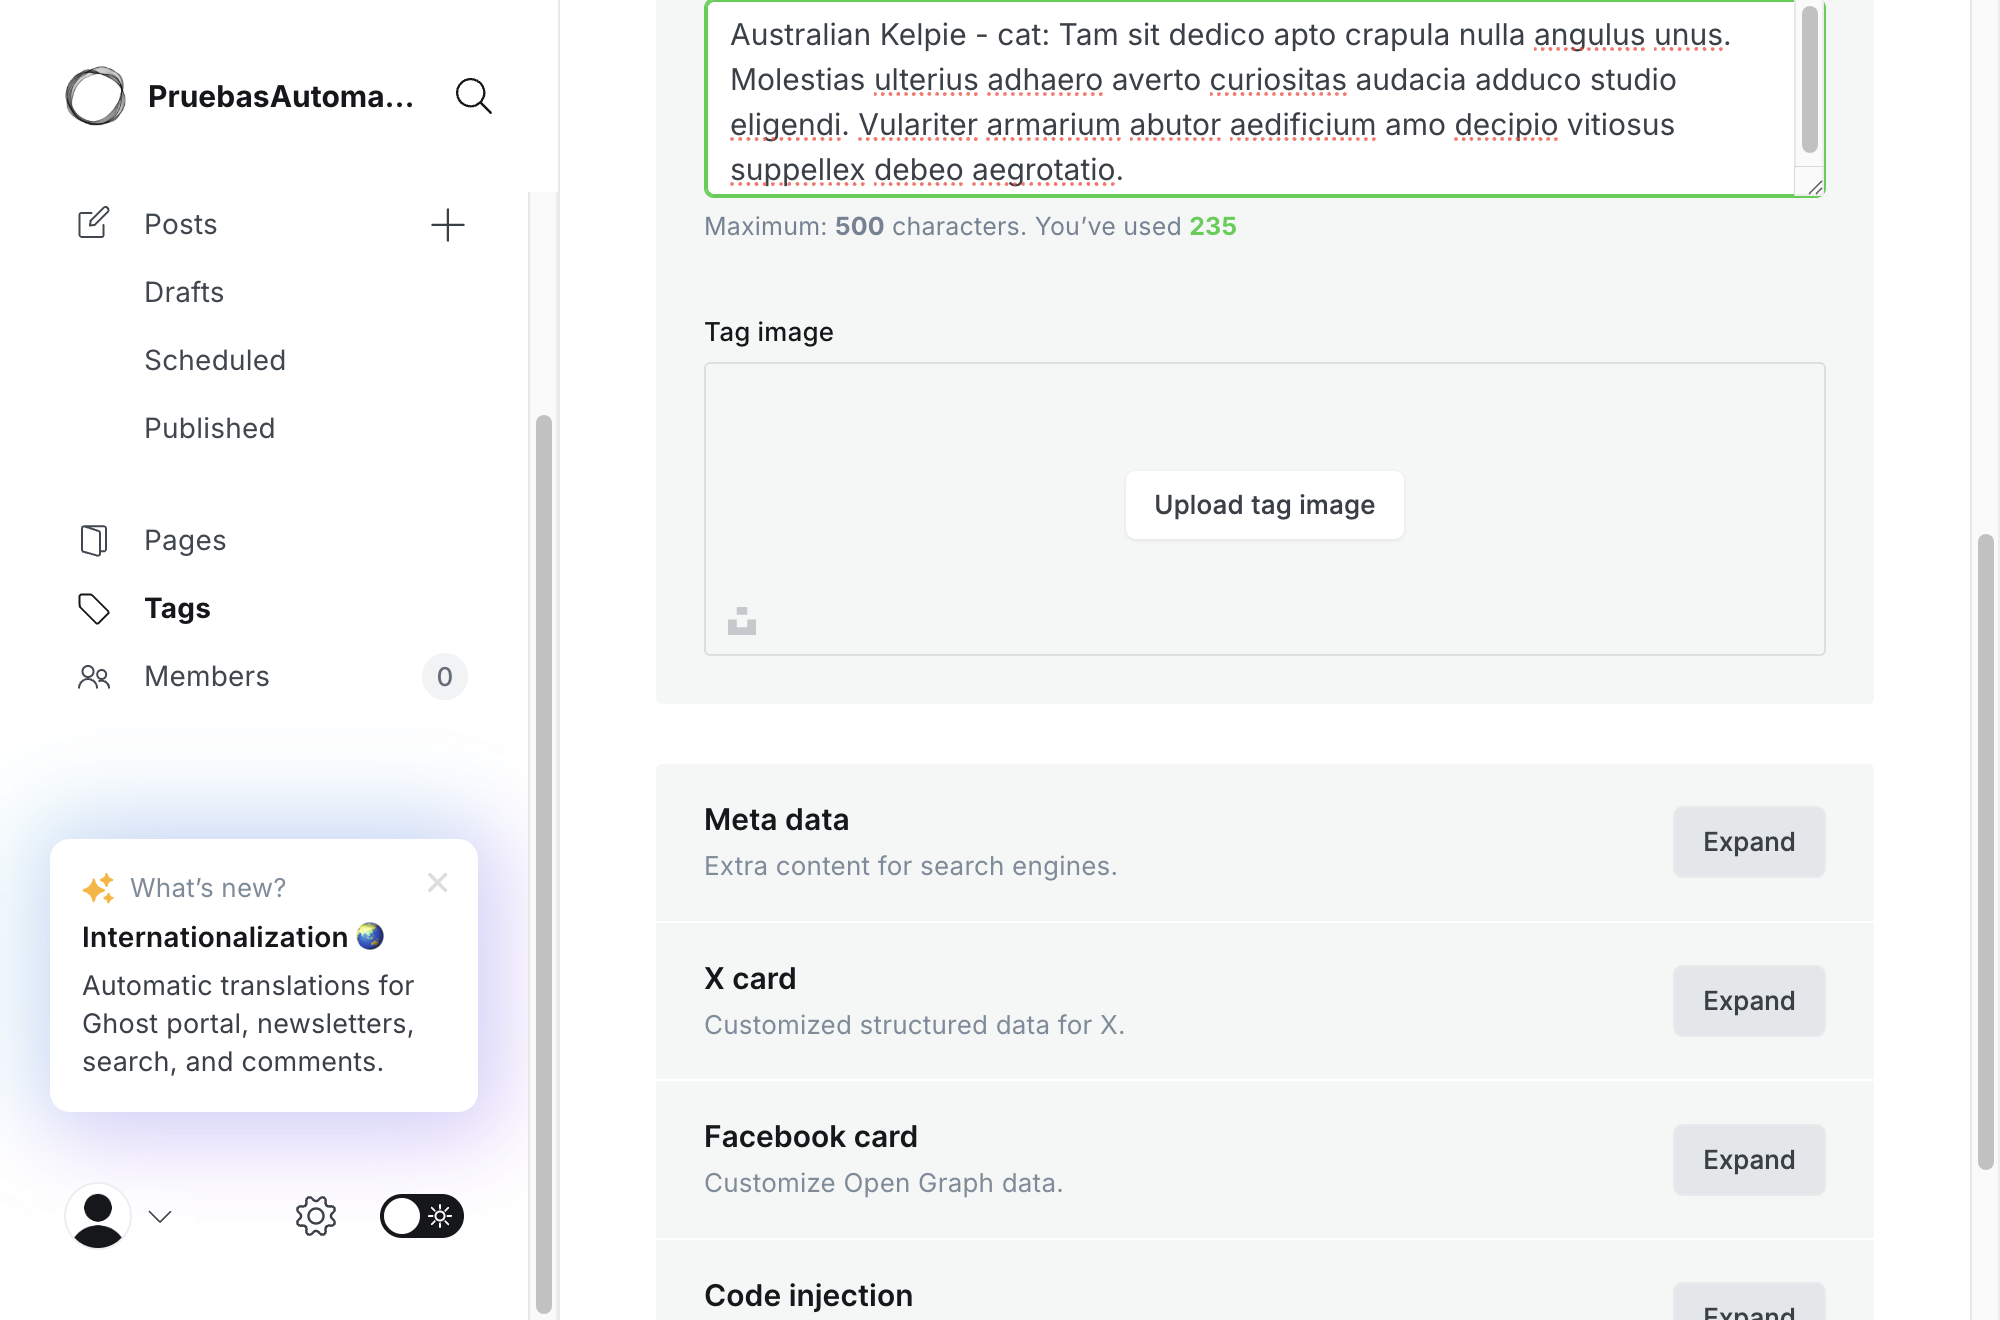 PruebasAutoma...
Posts
Drafts
Scheduled
Published
Pages
Tags
Members
0
What's new?
Internationalization
Automatic translations for
Ghost portal, newsletters,
search, and comments.
Australian Kelpie - cat: Tam sit dedico apto crapula nulla angulus unus.
Molestias ulterius adhaero averto curiositas audacia adduco studio
eligendi. Vulariter armarium abutor aedificium amo decipio vitiosus
suppellex debeo aegrotatio.
Maximum: 500 characters. You've used 235
Tag image
Upload tag image
Meta data
Extra content for search engines.
Expand
X card
Customized structured data for X.
Expand
Facebook card
Customize Open Graph data.
Expand
Code injection
Expand